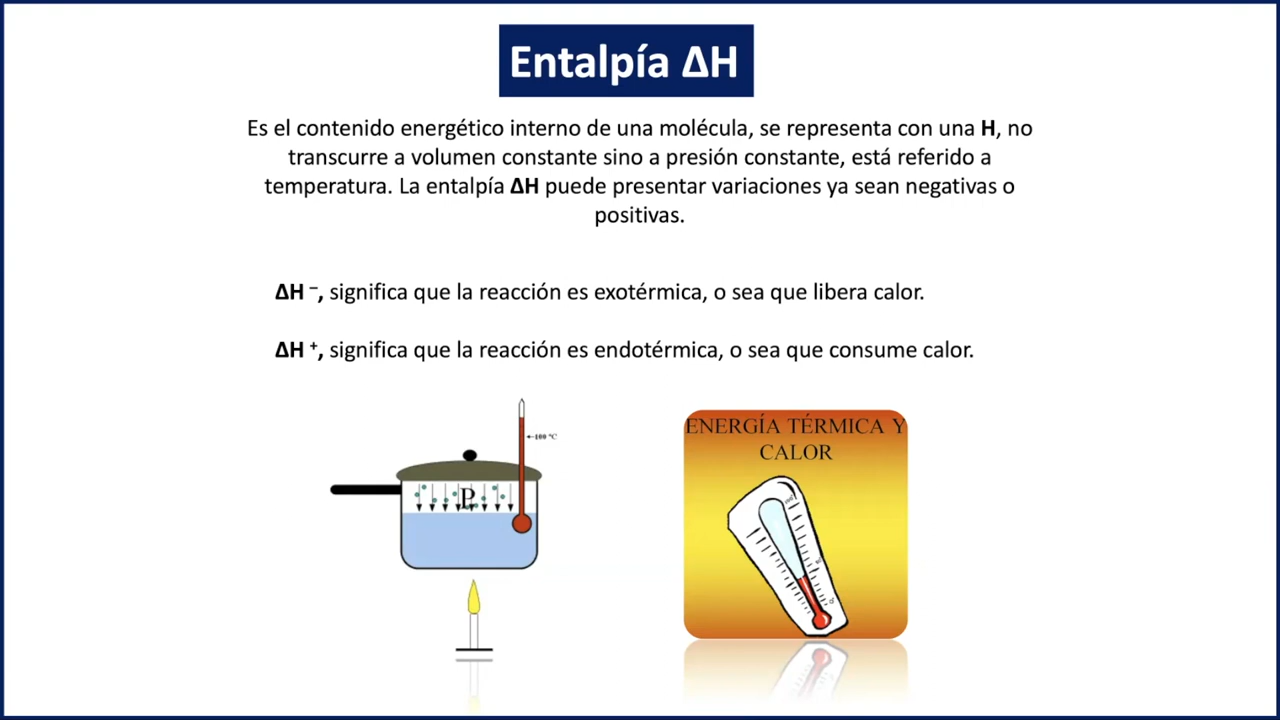 Entalpía ΔH
Es el contenido energético interno de una molécula, se representa con una H, no
transcurre a volumen constante sino a presión constante, está referido a
temperatura. La entalpía ΔH puede presentar variaciones ya sean negativas o
positivas.
ΔH ⁻, significa que la reacción es exotérmica, o sea que libera calor.
ΔH ⁺, significa que la reacción es endotérmica, o sea que consume calor.
100 ºC
P
ENERGÍA TÉRMICA Y
CALOR